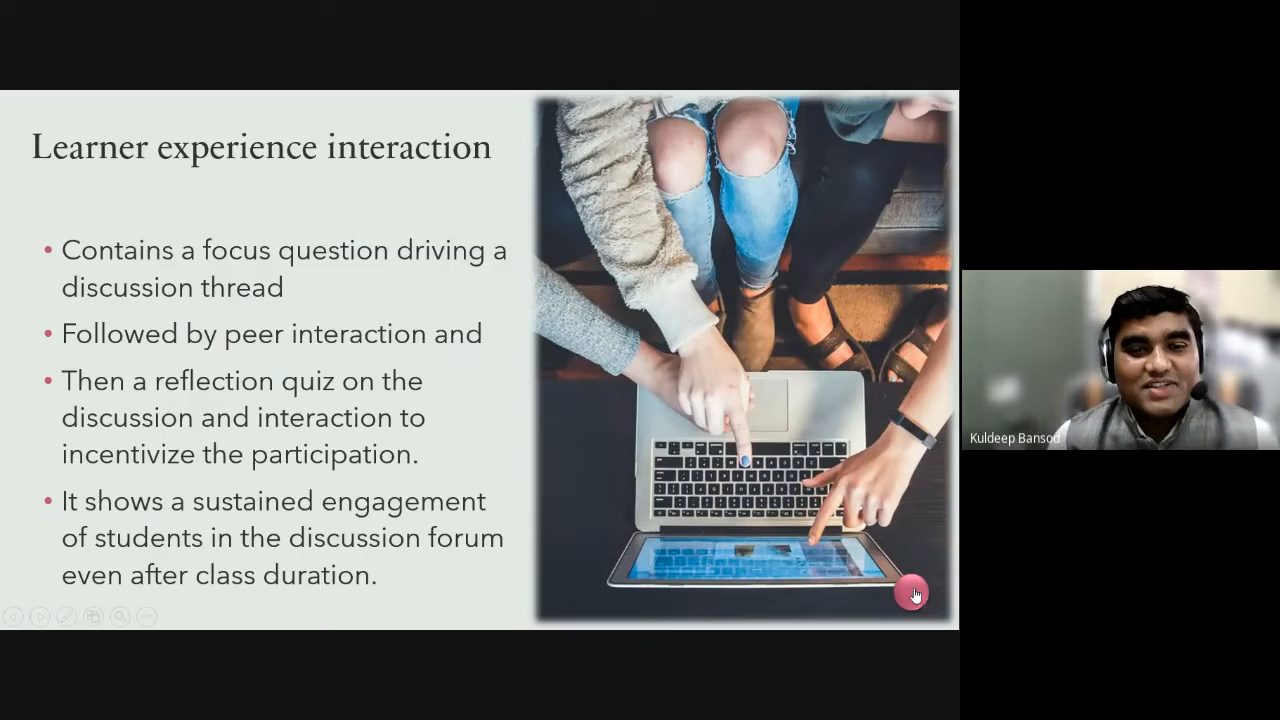 Learner experience interaction
• Contains a focus question driving a
discussion thread
• Followed by peer interaction and
• Then a reflection quiz on the
discussion and interaction to
incentivize the participation.
• It shows a sustained engagement
of students in the discussion forum
even after class duration.
Kuldeep Bansod